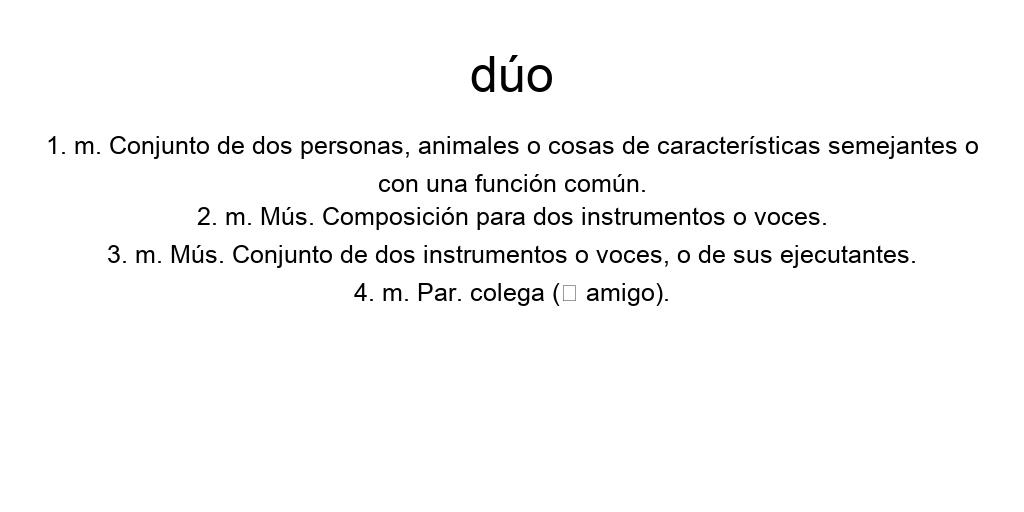 dúo
1. m. Conjunto de dos personas, animales o cosas de características semejantes o
con una función común.
2. m. Mús. Composición para dos instrumentos o voces.
3. m. Mús. Conjunto de dos instrumentos o voces, o de sus ejecutantes.
4. m. Par. colega (□ amigo).